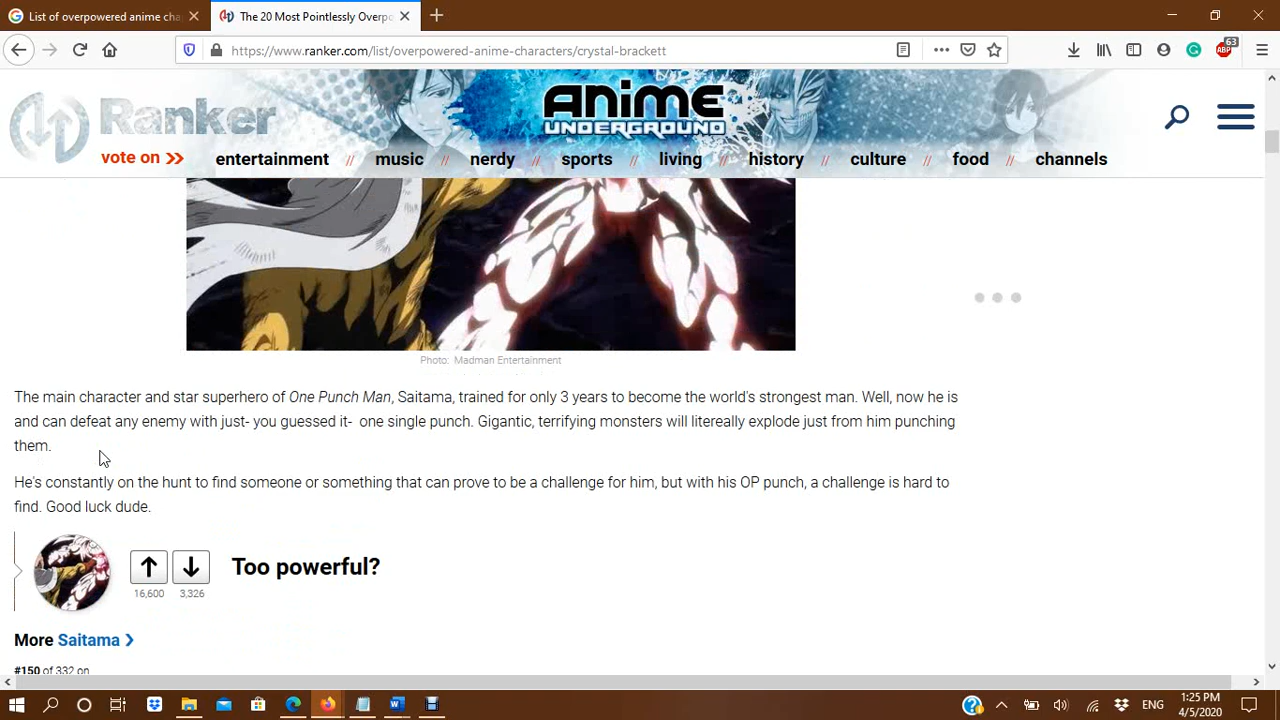 List of overpowered anime cha
The 20 Most Pointlessly Overpo
https://www.ranker.com/list/overpowered-anime-characters/crystal-brackett
63
ABP
Ranker
ANIME
UNDERGROUND
vote on >>
entertainment // music // nerdy // sports // living // history // culture // food // channels
Photo: Madman Entertainment
The main character and star superhero of One Punch Man, Saitama, trained for only 3 years to become the world's strongest man. Well, now he is
and can defeat any enemy with just- you guessed it- one single punch. Gigantic, terrifying monsters will litereally explode just from him punching
them.
He's constantly on the hunt to find someone or something that can prove to be a challenge for him, but with his OP punch, a challenge is hard to
find. Good luck dude.
Too powerful?
16,600 3,326
More Saitama >
#150 of 332 on
ENG
1:25 PM
4/5/2020